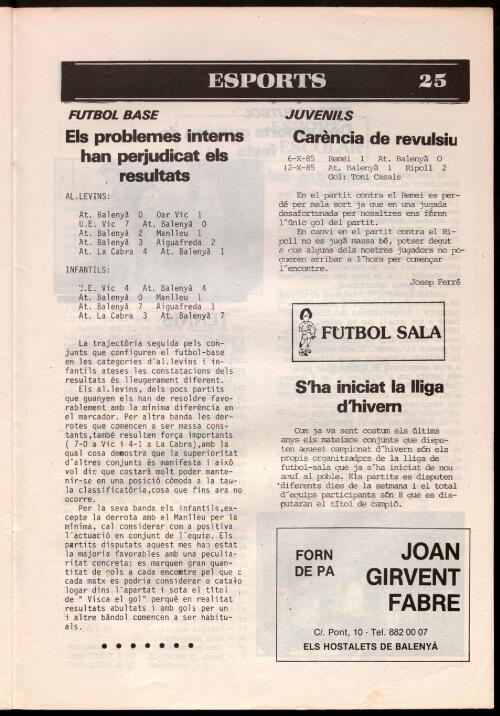 ESPORTS 25
FUTBOL BASE
Els problemes interns
han perjudicat els
resultats
AL.LEVINS:
At. Balenyà 0 Oar Vic 1
U.E. Vic 7 At. Balenyà 0
At. Balenyà 2 Manlleu 1
At. Balenyà 3 Aiguafreda 2
At. La Cabra 4 At. Balenyà 1
INFANTILS:
U.E. Vic 4 At. Balenyà 4
At. Balenyà 0 Manlleu 1
At. Balenyà 7 Aiguafreda 1
At. La Cabra 3 At. Balenyà 7
La trajectòria seguida pels con-
junts que configuren el futbol-base
en les categories d'al.levins i in-
fantils ateses les constatacions dels
resultats és lleugerament diferent.
Els al.levins, dels pocs partits
que guanyen els han de resoldre favo-
rablement amb la mínima diferència en
el marcador. Per altra banda les der-
rotes que comencen a ser massa cons-
tants,també resulten força importants
( 7-0 a Vic i 4-1 a La Cabra),amb la
qual cosa demostra que la superioritat
d'altres conjunts és manifesta i això
vol dir que costarà molt poder mante-
nir-se en una posició còmoda a la tau-
la classificatòria,cosa que fins ara no
ocorre.
Per la seva banda els infantils,ex-
cepte la derrota amb el Manlleu per la
mínima, cal considerar com a positiva
l'actuació en conjunt de l'equip. Els
partits disputats aquest mes han estat
la majoria favorables amb una peculia-
ritat concreta: es marquen gran quan-
titat de gols a cada encontre pel que
cada matx es podria considerar o catalo
logar dins l'apartat i sota el títol
de " Visca el gol" perquè en realitat
resultats abultats i amb gols per un
i altre bàndol comencen a ser habitu-
als.
JUVENILS
Carència de revulsiu
6-X-85 Remei 1 At. Balenyà 0
12-X-85 At. Balenyà 1 Ripoll 2
Gol: Toni Casals
En el partit contra el Remei es per-
dé per mala sort ja que en una jugada
desafortunada per nosaltres ens féren
l'únic gol del partit.
En canvi en el partit contra el Ri-
poll no es jugà massa bé, potser degut
a que alguns dels nostres jugadors no po-
gueren arribar a l'hora per començar
l'encontre.
Josep Ferré
FUTBOL SALA
S'ha iniciat la lliga
d'hivern
Com ja va sent costum els últims
anys els mateixos conjunts que dispu-
ten aquest campionat d'hivern són els
propis organitzadors de la lliga de
futbol-sala que ja s'ha iniciat de nou
aquí al poble. Els partits es disputen
diferents dies de la setmana i el total
d'equips participants són 8 que es dis-
putaran el títol de campió.
FORN
DE PA
JOAN
GIRVENT
FABRE
C/. Pont, 10 - Tel. 882 00 07
ELS HOSTALETS DE BALENYÀ